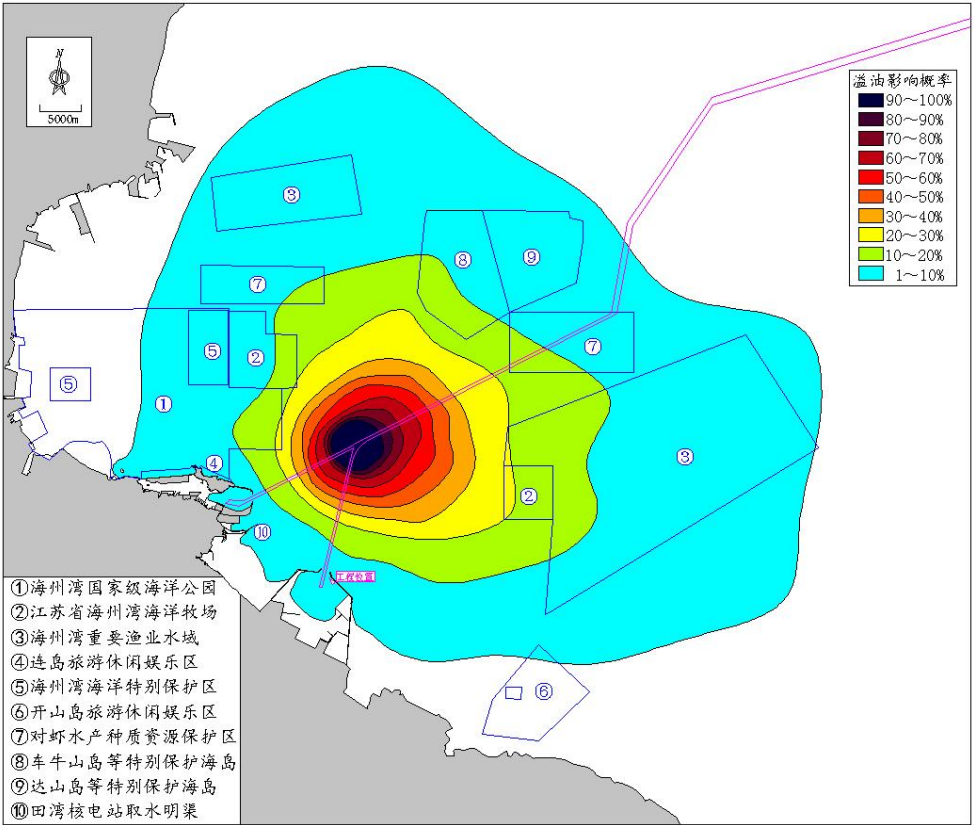 N
5000m
溢油影响概率
90～100%
80～90%
70～80%
60～70%
50～60%
40～50%
30～40%
20～30%
10～20%
1～10%
③
⑧
⑨
⑦
⑦
⑤
②
⑤
①
③
④
②
⑩
工程位置
⑥
①海州湾国家级海洋公园
②江苏省海州湾海洋牧场
③海州湾重要渔业水域
④连岛旅游休闲娱乐区
⑤海州湾海洋特别保护区
⑥开山岛旅游休闲娱乐区
⑦对虾水产种质资源保护区
⑧车牛山岛等特别保护海岛
⑨达山岛等特别保护海岛
⑩田湾核电站取水明渠